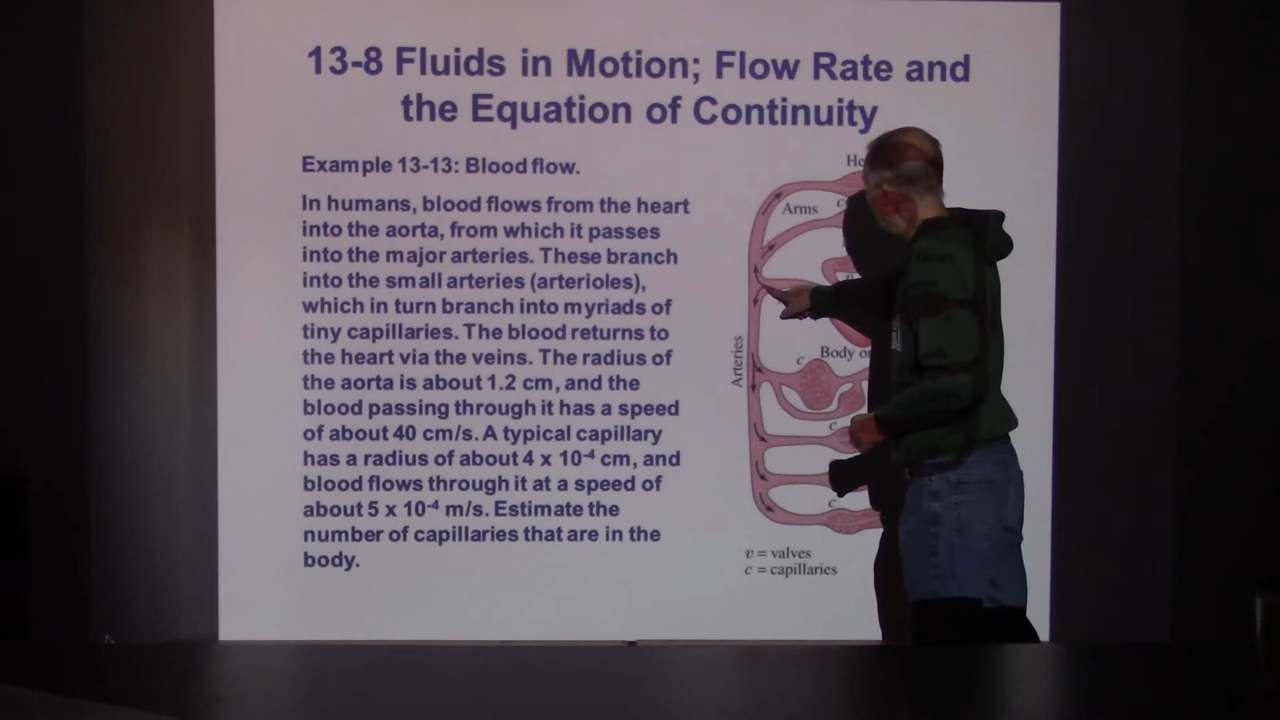 13-8 Fluids in Motion; Flow Rate and
the Equation of Continuity
Example 13-13: Blood flow.
In humans, blood flows from the heart
into the aorta, from which it passes
into the major arteries. These branch
into the small arteries (arterioles),
which in turn branch into myriads of
tiny capillaries. The blood returns to
the heart via the veins. The radius of
the aorta is about 1.2 cm, and the
blood passing through it has a speed
of about 40 cm/s. A typical capillary
has a radius of about 4 x 10⁻⁴ cm, and
blood flows through it at a speed of
about 5 x 10⁻⁴ m/s. Estimate the
number of capillaries that are in the
body.
Arms
c
v
Arteries
c
Body
c
c
v = valves
c = capillaries